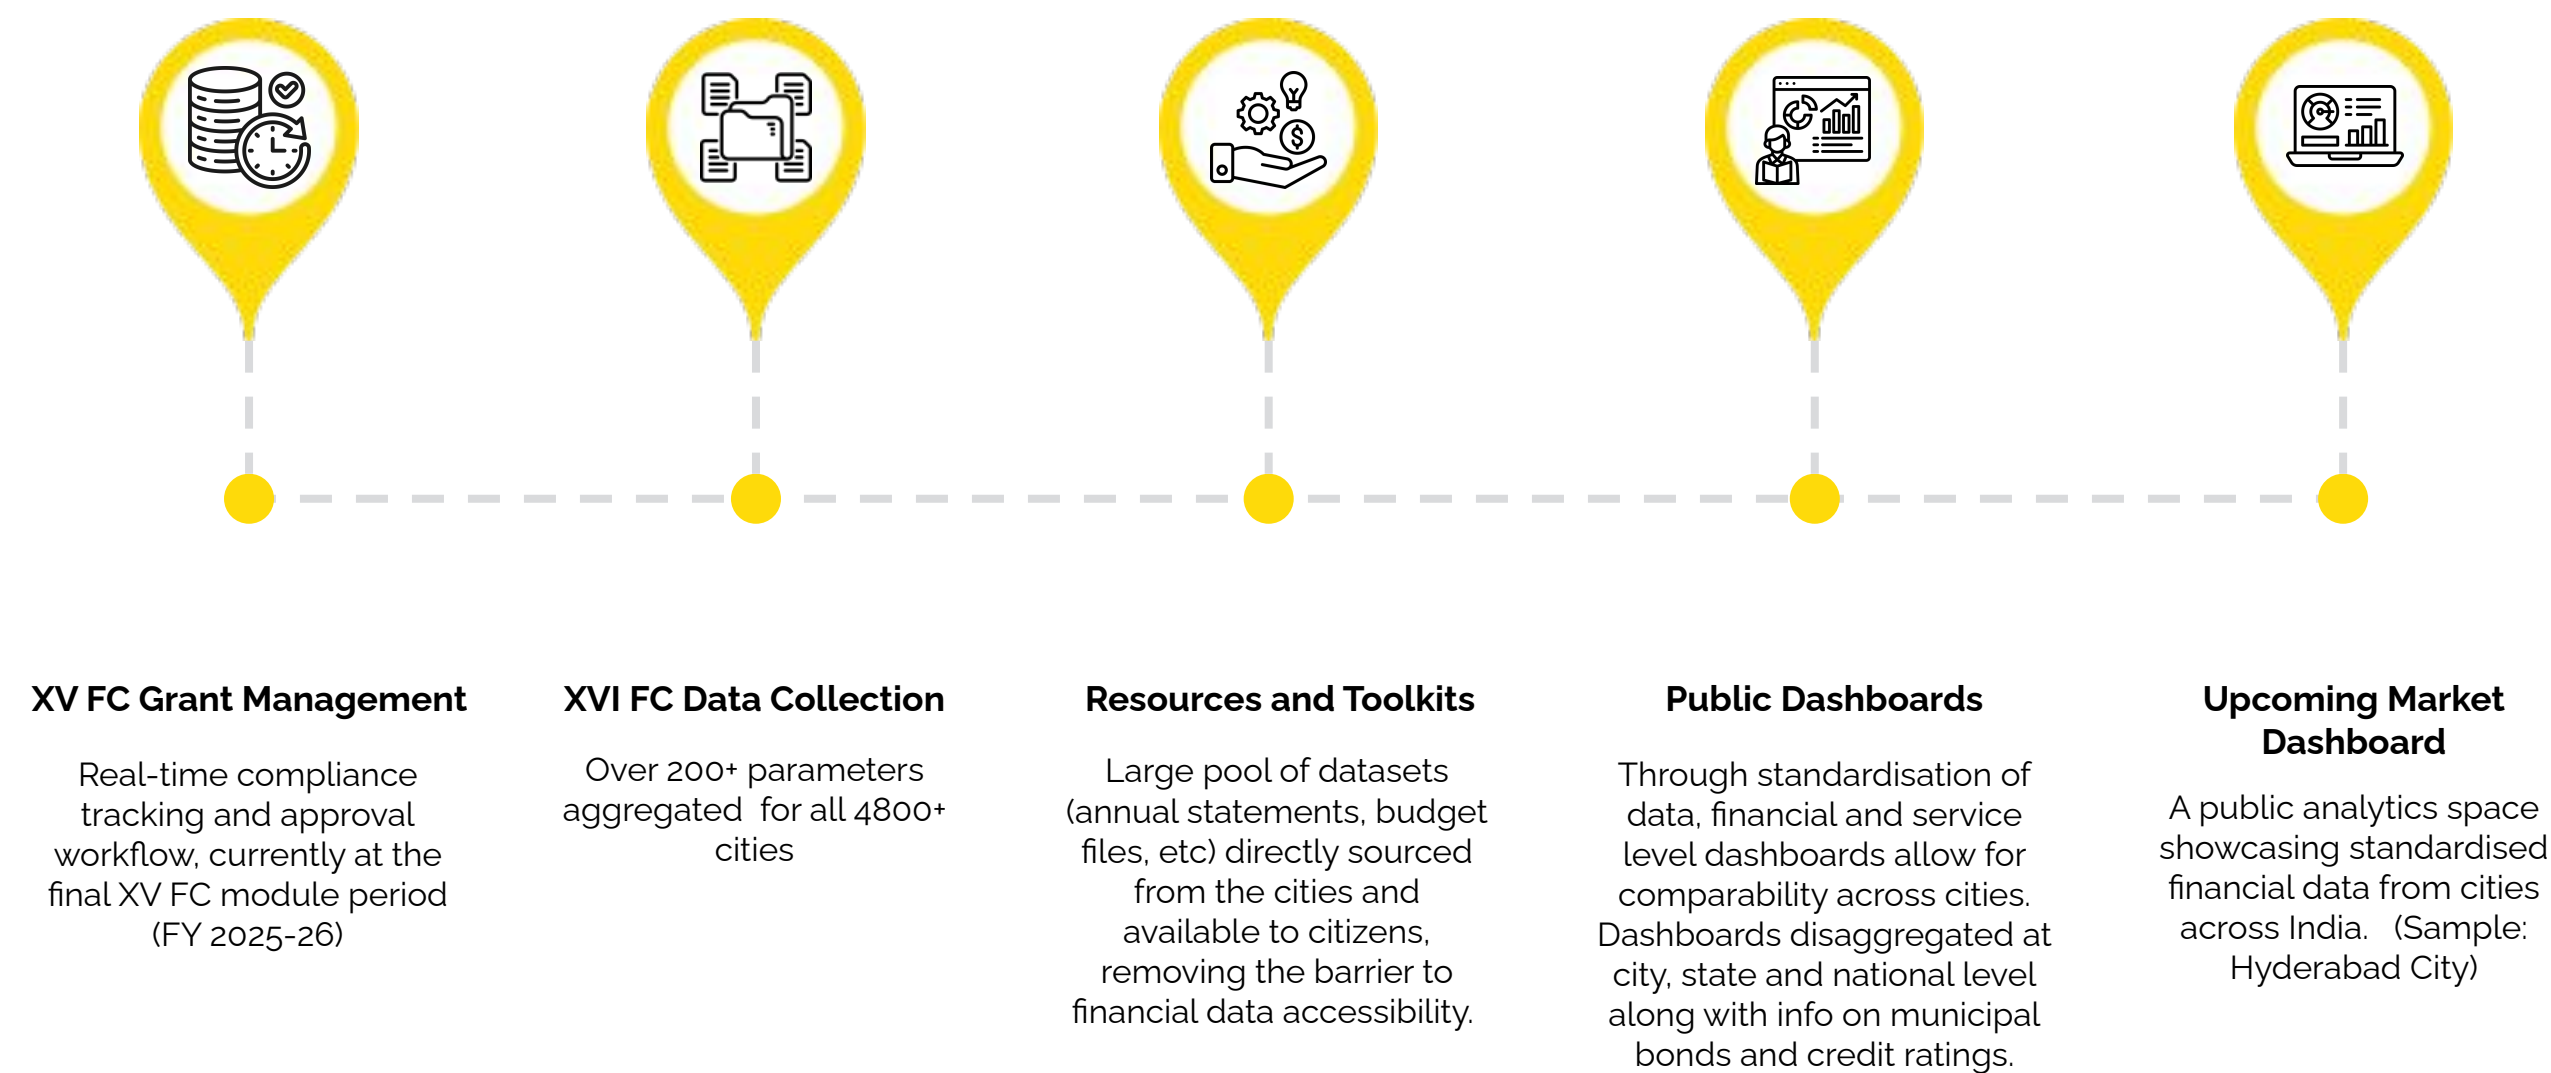 XV FC Grant Management
Real-time compliance
tracking and approval
workflow, currently at the
final XV FC module period
(FY 2025-26)
XVI FC Data Collection
Over 200+ parameters
aggregated  for all 4800+
cities
Resources and Toolkits
Large pool of datasets
(annual statements, budget
files, etc) directly sourced
from the cities and
available to citizens,
removing the barrier to
financial data accessibility.
Public Dashboards
Through standardisation of
data, financial and service
level dashboards allow for
comparability across cities.
Dashboards disaggregated at
city, state and national level
along with info on municipal
bonds and credit ratings.
Upcoming Market
Dashboard
A public analytics space
showcasing standardised
financial data from cities
across India.   (Sample:
Hyderabad City)